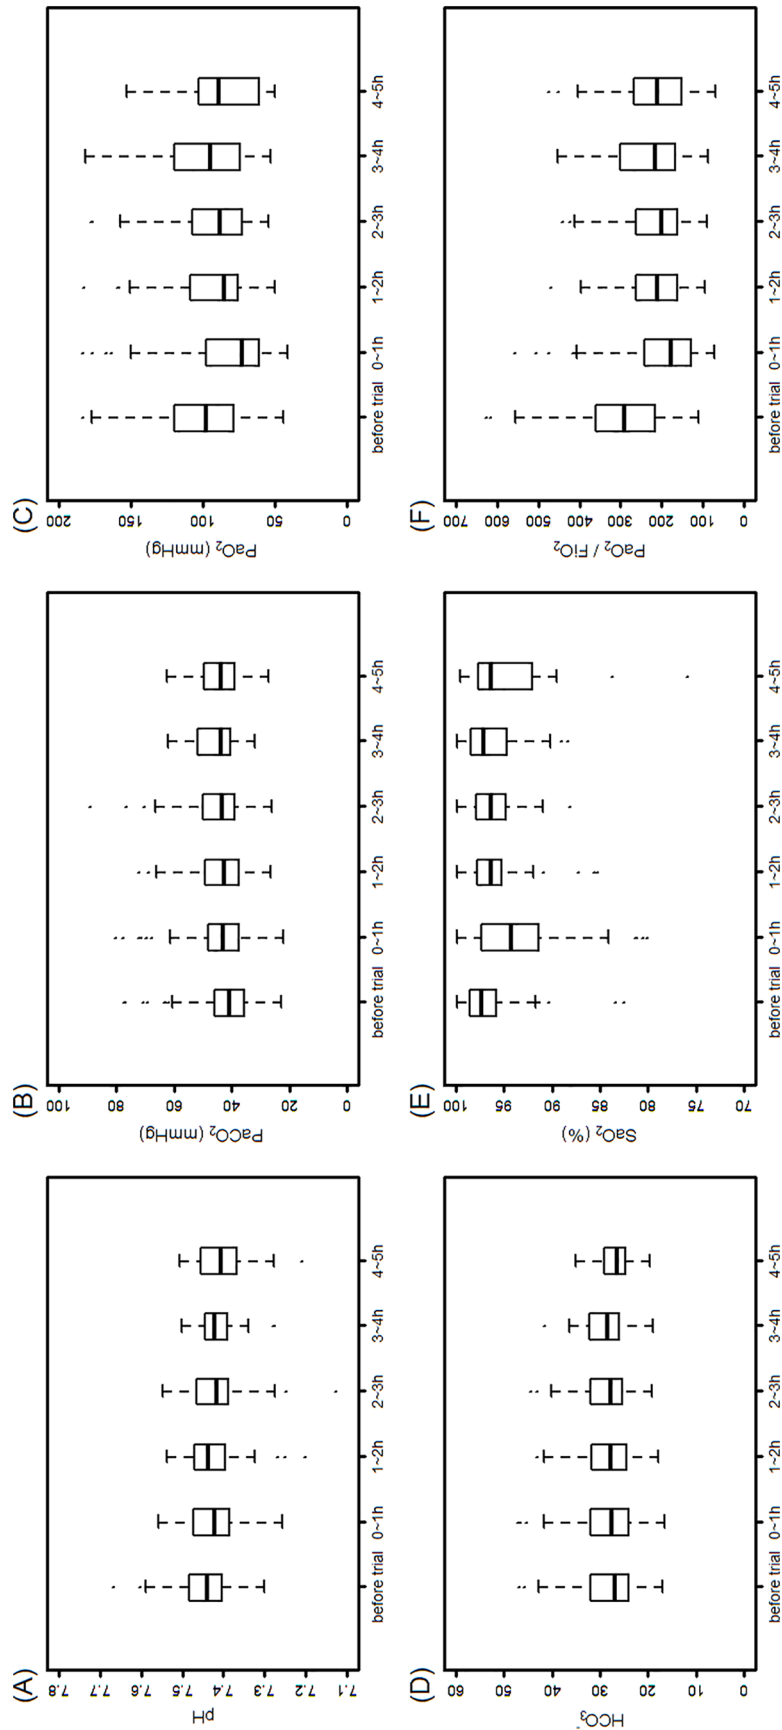 (A)
pH
7.8
7.7
7.6
7.5
7.4
7.3
7.2
7.1
before trial 0~1h 1~2h 2~3h 3~4h 4~5h
(B)
PaCO₂ (mmHg)
100
80
60
40
20
0
before trial 0~1h 1~2h 2~3h 3~4h 4~5h
(C)
PaO₂ (mmHg)
200
150
100
50
0
before trial 0~1h 1~2h 2~3h 3~4h 4~5h
(D)
HCO₃⁻
60
50
40
30
20
10
0
before trial 0~1h 1~2h 2~3h 3~4h 4~5h
(E)
SaO₂ (%)
100
95
90
85
80
75
70
before trial 0~1h 1~2h 2~3h 3~4h 4~5h
(F)
PaO₂ / FiO₂
700
600
500
400
300
200
100
0
before trial 0~1h 1~2h 2~3h 3~4h 4~5h